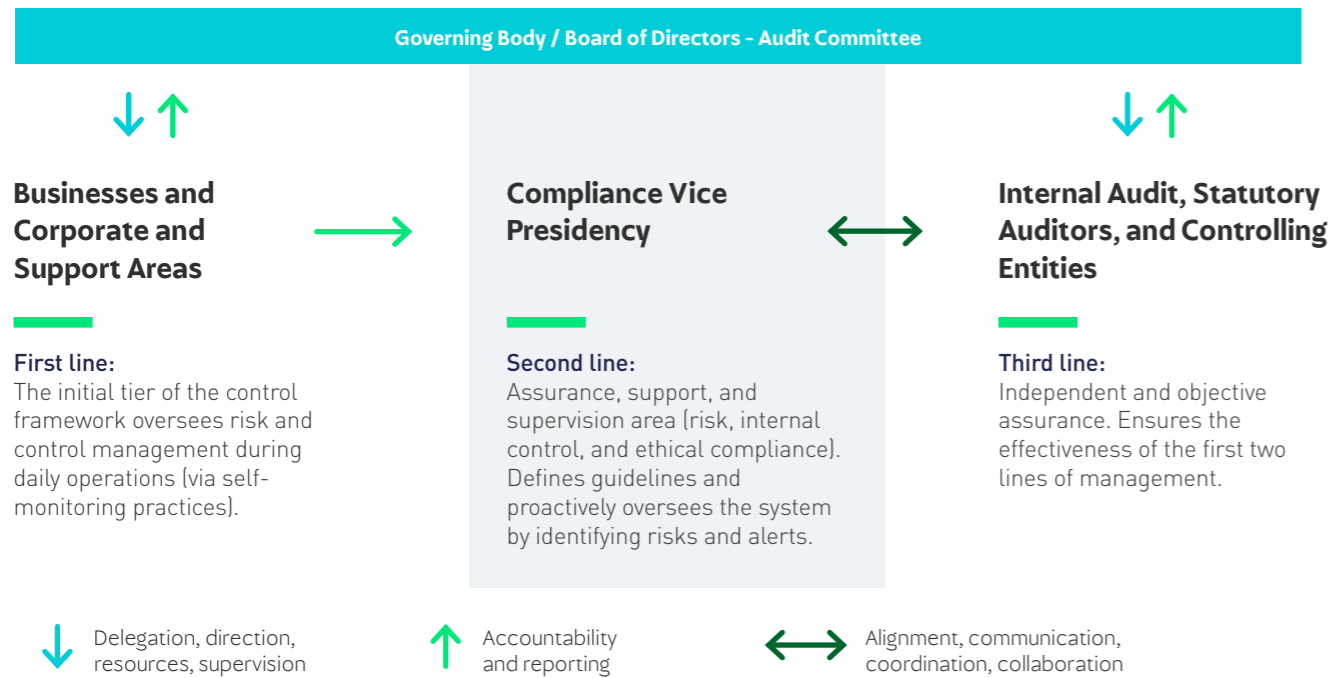 Governing Body / Board of Directors - Audit Committee
Businesses and
Corporate and
Support Areas
First line:
The initial tier of the control
framework oversees risk and
control management during
daily operations (via self-
monitoring practices).
Compliance Vice
Presidency
Second line:
Assurance, support, and
supervision area (risk, internal
control, and ethical compliance).
Defines guidelines and
proactively oversees the system
by identifying risks and alerts.
Internal Audit, Statutory
Auditors, and Controlling
Entities
Third line:
Independent and objective
assurance. Ensures the
effectiveness of the first two
lines of management.
Delegation, direction,
resources, supervision
Accountability
and reporting
Alignment, communication,
coordination, collaboration